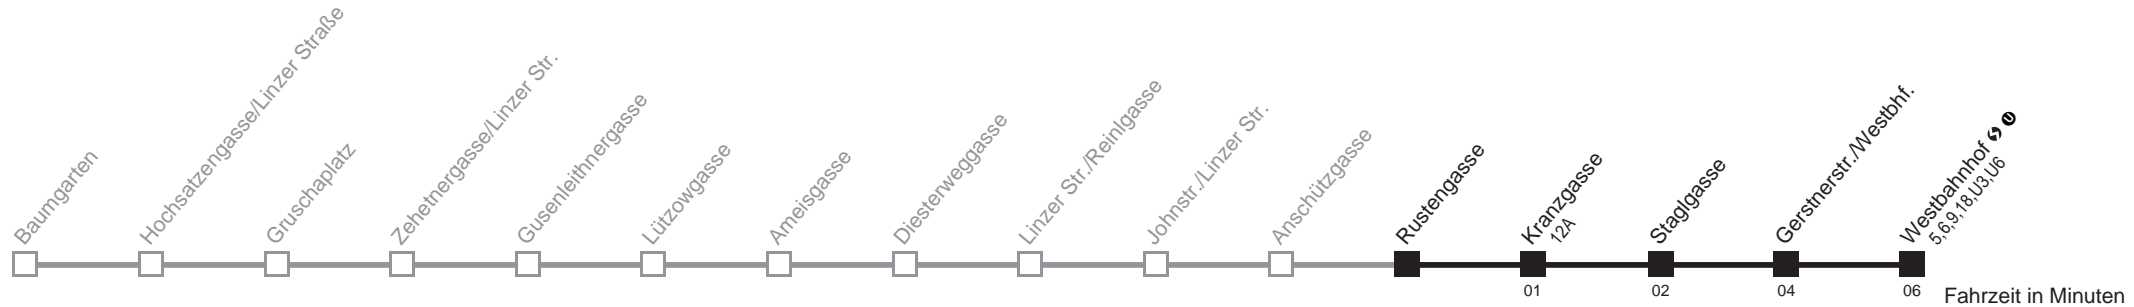 Baumgarten
Hochsatzengasse/Linzer Straße
Gruschaplatz
Zehetnergasse/Linzer Str.
Gusenleithnergasse
Lützowgasse
Ameisgasse
Diesterweggasse
Linzer Str./Reinlgasse
Johnstr./Linzer Str.
Anschützgasse
Rustengasse
Kranzgasse
12A
Staglgasse
Gerstnerstr./Westbhf.
Westbahnhof S U
5,6,9,18,U3,U6
01
02
04
06
Fahrzeit in Minuten